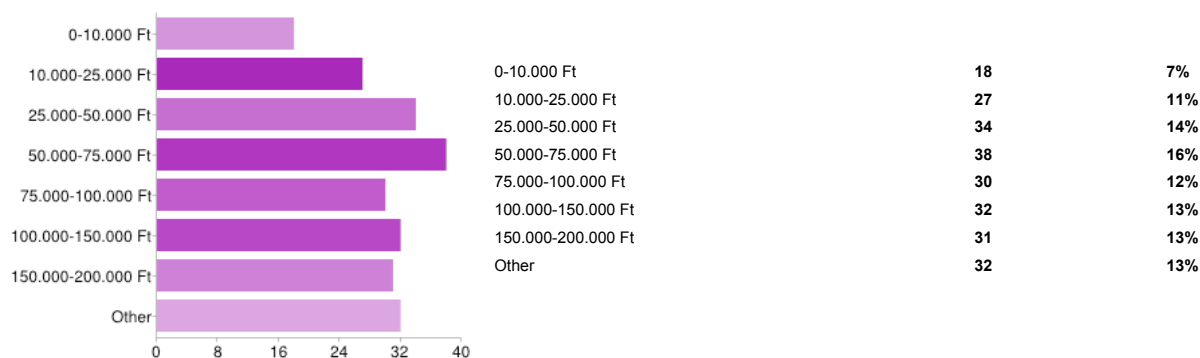 0-10.000 Ft
10.000-25.000 Ft
25.000-50.000 Ft
50.000-75.000 Ft
75.000-100.000 Ft
100.000-150.000 Ft
150.000-200.000 Ft
Other
0 8 16 24 32 40
0-10.000 Ft 18 7%
10.000-25.000 Ft 27 11%
25.000-50.000 Ft 34 14%
50.000-75.000 Ft 38 16%
75.000-100.000 Ft 30 12%
100.000-150.000 Ft 32 13%
150.000-200.000 Ft 31 13%
Other 32 13%